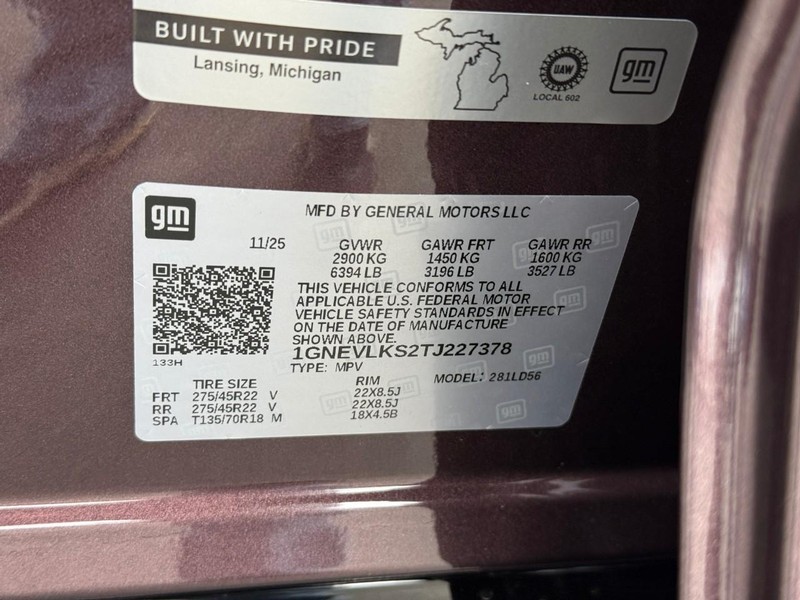 BUILT WITH PRIDE
Lansing, Michigan
UAW
LOCAL 602
gm
gm
MFD BY GENERAL MOTORS LLC
11/25 GVWR GAWR FRT GAWR RR
2900 KG 1450 KG 1600 KG
6394 LB 3196 LB 3527 LB
THIS VEHICLE CONFORMS TO ALL
APPLICABLE U.S. FEDERAL MOTOR
VEHICLE SAFETY STANDARDS IN EFFECT
ON THE DATE OF MANUFACTURE
SHOWN ABOVE.
133H
1GNEVLKS2TJ227378
TYPE: MPV
TIRE SIZE RIM MODEL: 281LD56
FRT 275/45R22 V 22X8.5J
RR 275/45R22 V 22X8.5J
SPA T135/70R18 M 18X4.5B